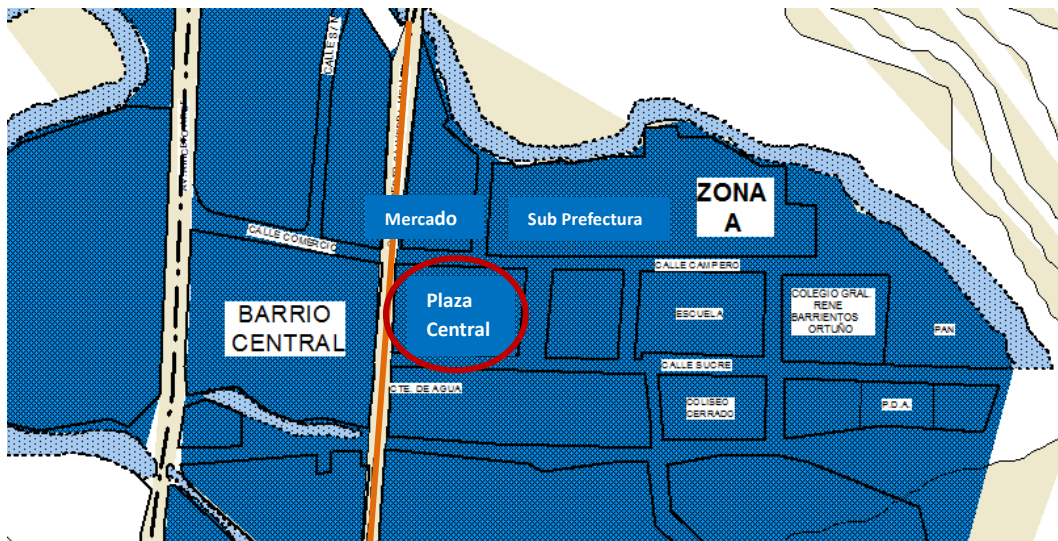 CALLE S/N
Mercado
Sub Prefectura
ZONA
A
CALLE COMERCIO
CALLE CAMPERO
Plaza
Central
BARRIO
CENTRAL
ESCUELA
COLEGIO GRAL.
RENE
BARRIENTOS
ORTUÑO
PAN
CALLE SUCRE
CTE. DE AGUA
COLISEO
CERRADO
P.D.A.